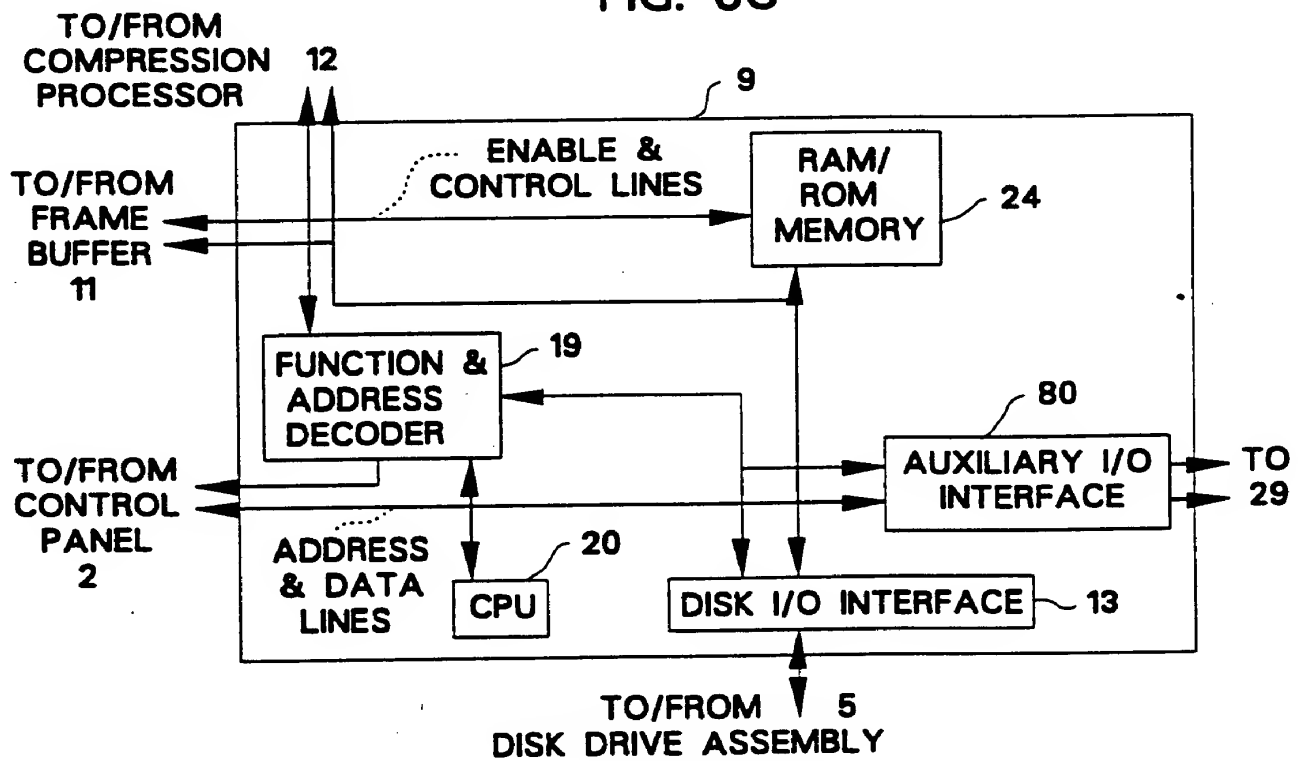 TO/FROM
COMPRESSION 12
PROCESSOR
9
ENABLE &
CONTROL LINES
RAM/
ROM
MEMORY
24
TO/FROM
FRAME
BUFFER
11
FUNCTION &
ADDRESS
DECODER
19
80
AUXILIARY I/O
INTERFACE
TO
29
TO/FROM
CONTROL
PANEL
2
ADDRESS
& DATA
LINES
20
CPU
DISK I/O INTERFACE
13
TO/FROM 5
DISK DRIVE ASSEMBLY